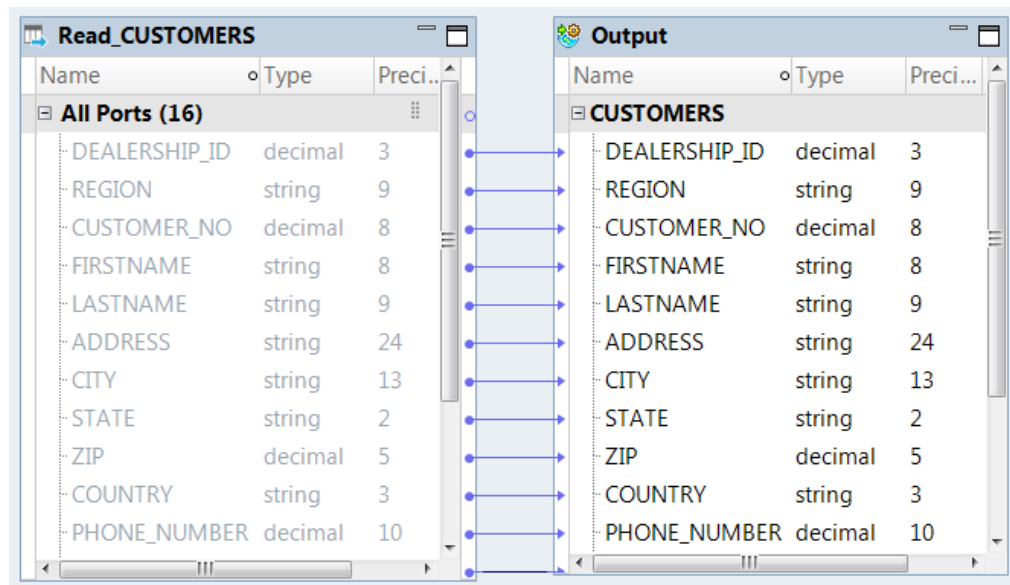 Read_CUSTOMERS
Name Type Preci..
All Ports (16)
DEALERSHIP_ID decimal 3
REGION string 9
CUSTOMER_NO decimal 8
FIRSTNAME string 8
LASTNAME string 9
ADDRESS string 24
CITY string 13
STATE string 2
ZIP decimal 5
COUNTRY string 3
PHONE_NUMBER decimal 10
Output
Name Type Preci...
CUSTOMERS
DEALERSHIP_ID decimal 3
REGION string 9
CUSTOMER_NO decimal 8
FIRSTNAME string 8
LASTNAME string 9
ADDRESS string 24
CITY string 13
STATE string 2
ZIP decimal 5
COUNTRY string 3
PHONE_NUMBER decimal 10